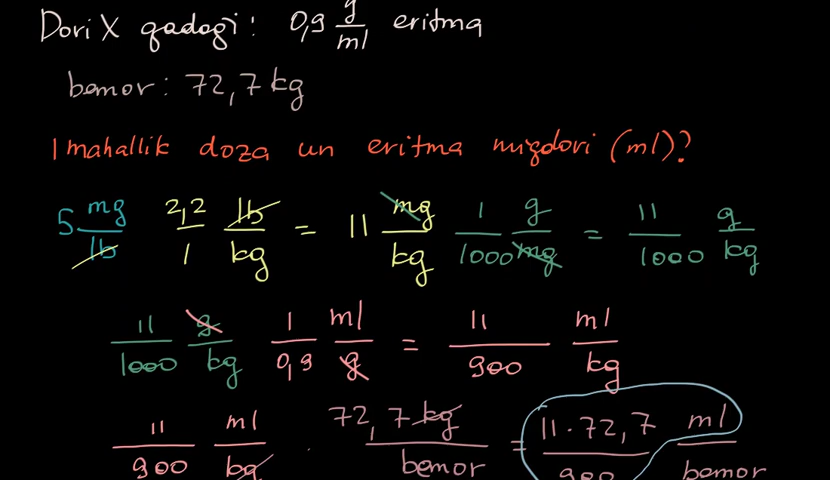 Dori X qadagi: 0,9 g/ml eritma
bemor: 72,7 kg
1 mahallik doza un eritma miqdori (ml)?
5 mg/lb 2,2/1 lb/kg = 11 mg/kg 1/1000 g/mg = 11/1000 g/kg
11/1000 g/kg 1/0,9 ml/g = 11/900 ml/kg
11/900 ml/kg · 72,7 kg/bemor = 11·72,7/900 ml/bemor